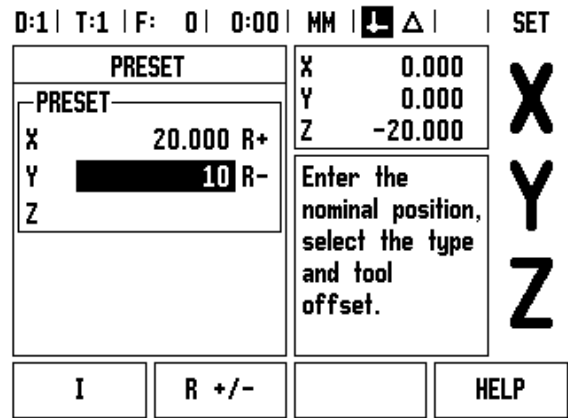 D:1 | T:1 | F: 0 | 0:00 | MM | Δ | | SET
PRESET
PRESET
X 20.000 R+
Y 10 R-
Z
X 0.000
Y 0.000
Z -20.000
Enter the
nominal position,
select the type
and tool
offset.
X
Y
Z
I
R +/-
HELP